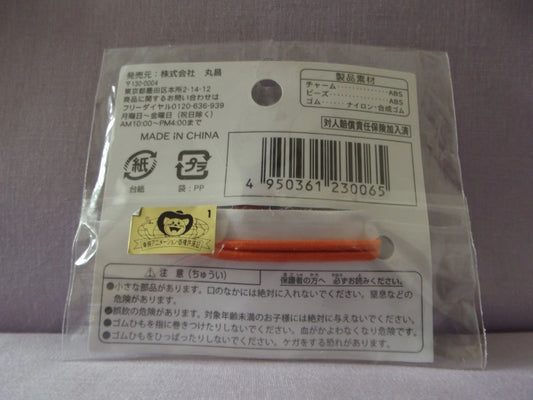 発売元：株式会社 丸昌
〒130-0004
東京都墨田区本所2-14-12
商品に関するお問い合わせは
フリーダイヤル0120-636-939
月曜日〜金曜日（祝日除く）
AM10:00〜PM4:00まで
MADE IN CHINA
紙
台紙
プラ
袋：PP
製品素材
チャーム……ABS
ビーズ……ABS
ゴム……ナイロン・合成ゴム
対人賠償責任保険加入済
4 950361 230065
1
東映アニメーション
⚠注意（ちゅうい）
保護者の方へ 必ずお読みください。
●小さな部品があります。口のなかには絶対に入れないでください。窒息などの
危険があります。
●誤飲の危険があります。対象年齢未満のお子様には絶対に与えないでください。
●ゴムひもを指に巻きつけたりしないでください。血がかよわなくなり危険です。
●ゴムひもをひっぱったりしないでください。ケガをする恐れがあります。